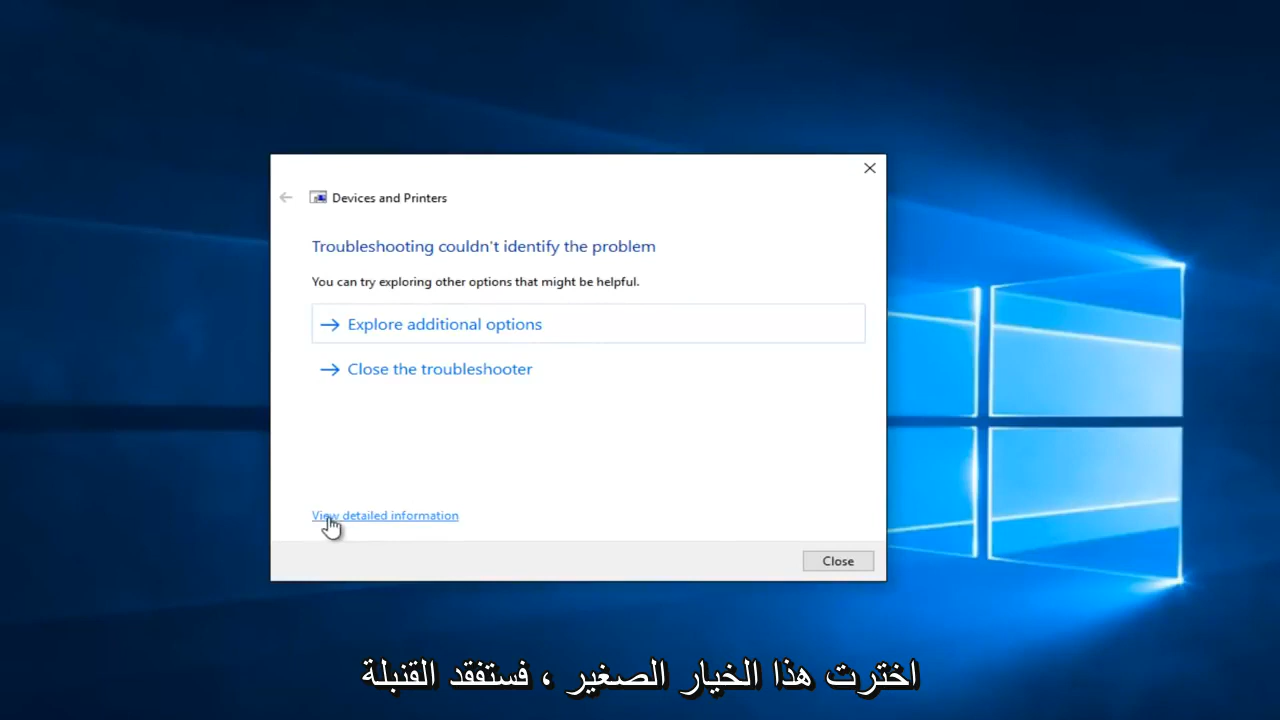 Devices and Printers
Troubleshooting couldn't identify the problem
You can try exploring other options that might be helpful.
Explore additional options
Close the troubleshooter
View detailed information
Close
اخترت هذا الخيار الصغير ، فستفقد القنبلة